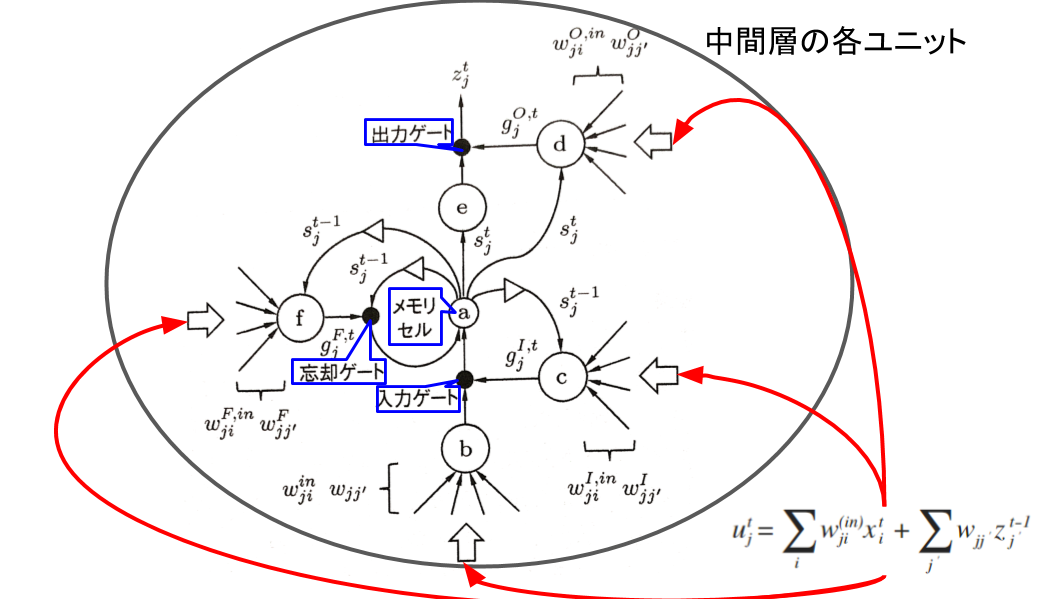 中間層の各ユニット
w_{ji}^{O,in} w_{jj'}^{O}
z_j^t
出力ゲート
g_j^{O,t}
d
e
s_j^{t-1}
s_j^t
s_j^t
s_j^{t-1}
s_j^{t-1}
メモリ
セル
a
f
g_j^{F,t}
忘却ゲート
g_j^{I,t}
c
入力ゲート
w_{ji}^{F,in} w_{jj'}^{F}
b
w_{ji}^{in} w_{jj'}
w_{ji}^{I,in} w_{jj'}^{I}
u_j^t = \sum_i w_{ji}^{(in)} x_i^t + \sum_{j'} w_{jj'} z_{j'}^{t-1}